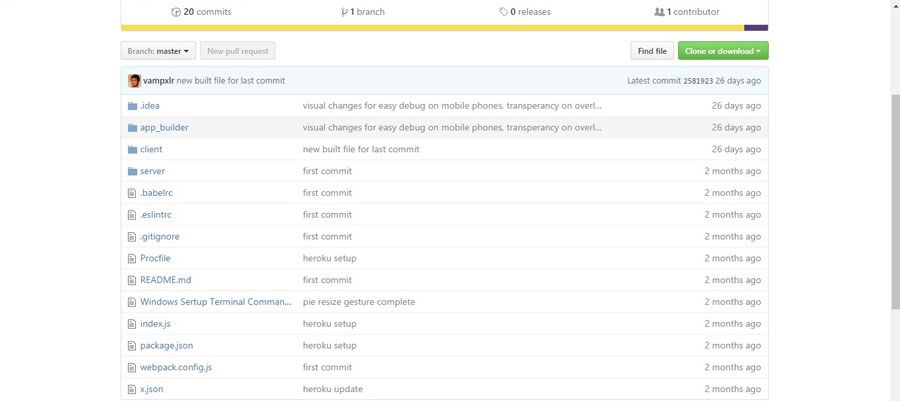 20 commits 1 branch 0 releases 1 contributor
Branch: master New pull request Find file Clone or download
vampxlr new built file for last commit Latest commit 2581923 26 days ago
.idea visual changes for easy debug on mobile phones, transperancy on overl... 26 days ago
app_builder visual changes for easy debug on mobile phones, transperancy on overl... 26 days ago
client new built file for last commit 26 days ago
server first commit 2 months ago
.babelrc first commit 2 months ago
.eslintrc first commit 2 months ago
.gitignore first commit 2 months ago
Procfile heroku setup 2 months ago
README.md first commit 2 months ago
Windows Sertup Terminal Comman... pie resize gesture complete 2 months ago
index.js heroku setup 2 months ago
package.json heroku setup 2 months ago
webpack.config.js first commit 2 months ago
x.json heroku update 2 months ago